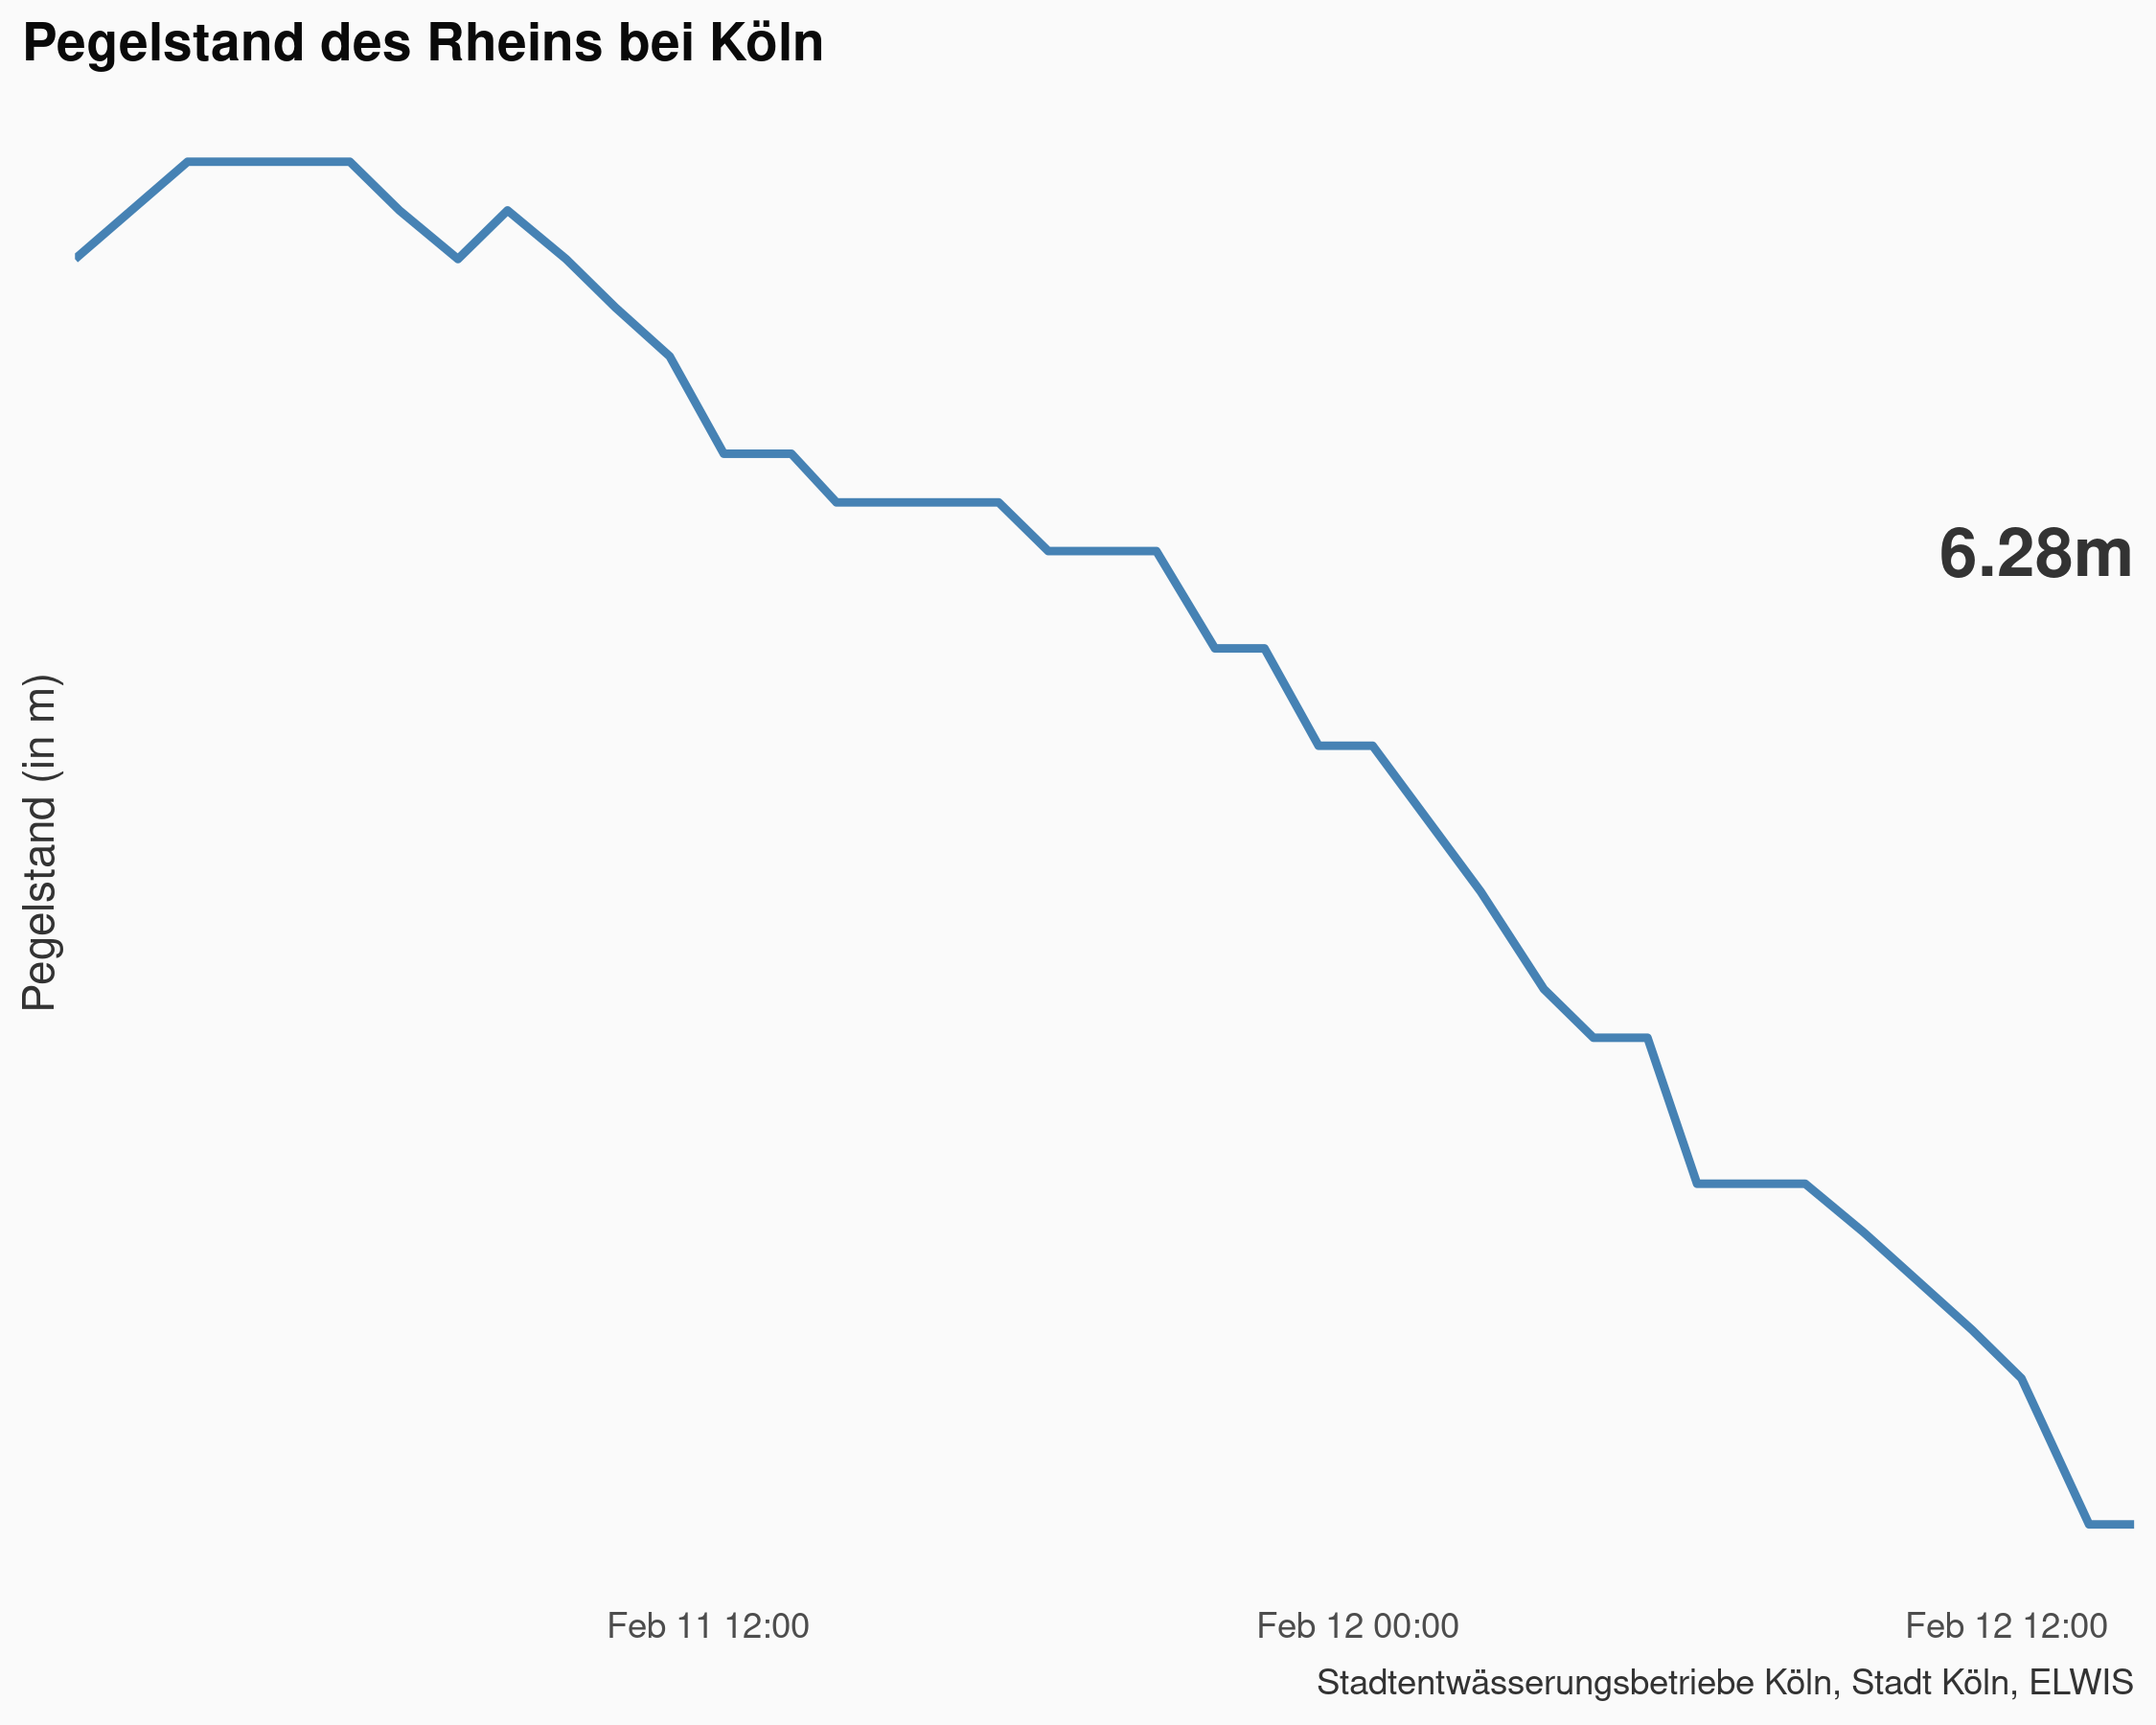 Pegelstand des Rheins bei Köln
6.28m
Pegelstand (in m)
Feb 11 12:00
Feb 12 00:00
Feb 12 12:00
Stadtentwässerungsbetriebe Köln, Stadt Köln, ELWIS